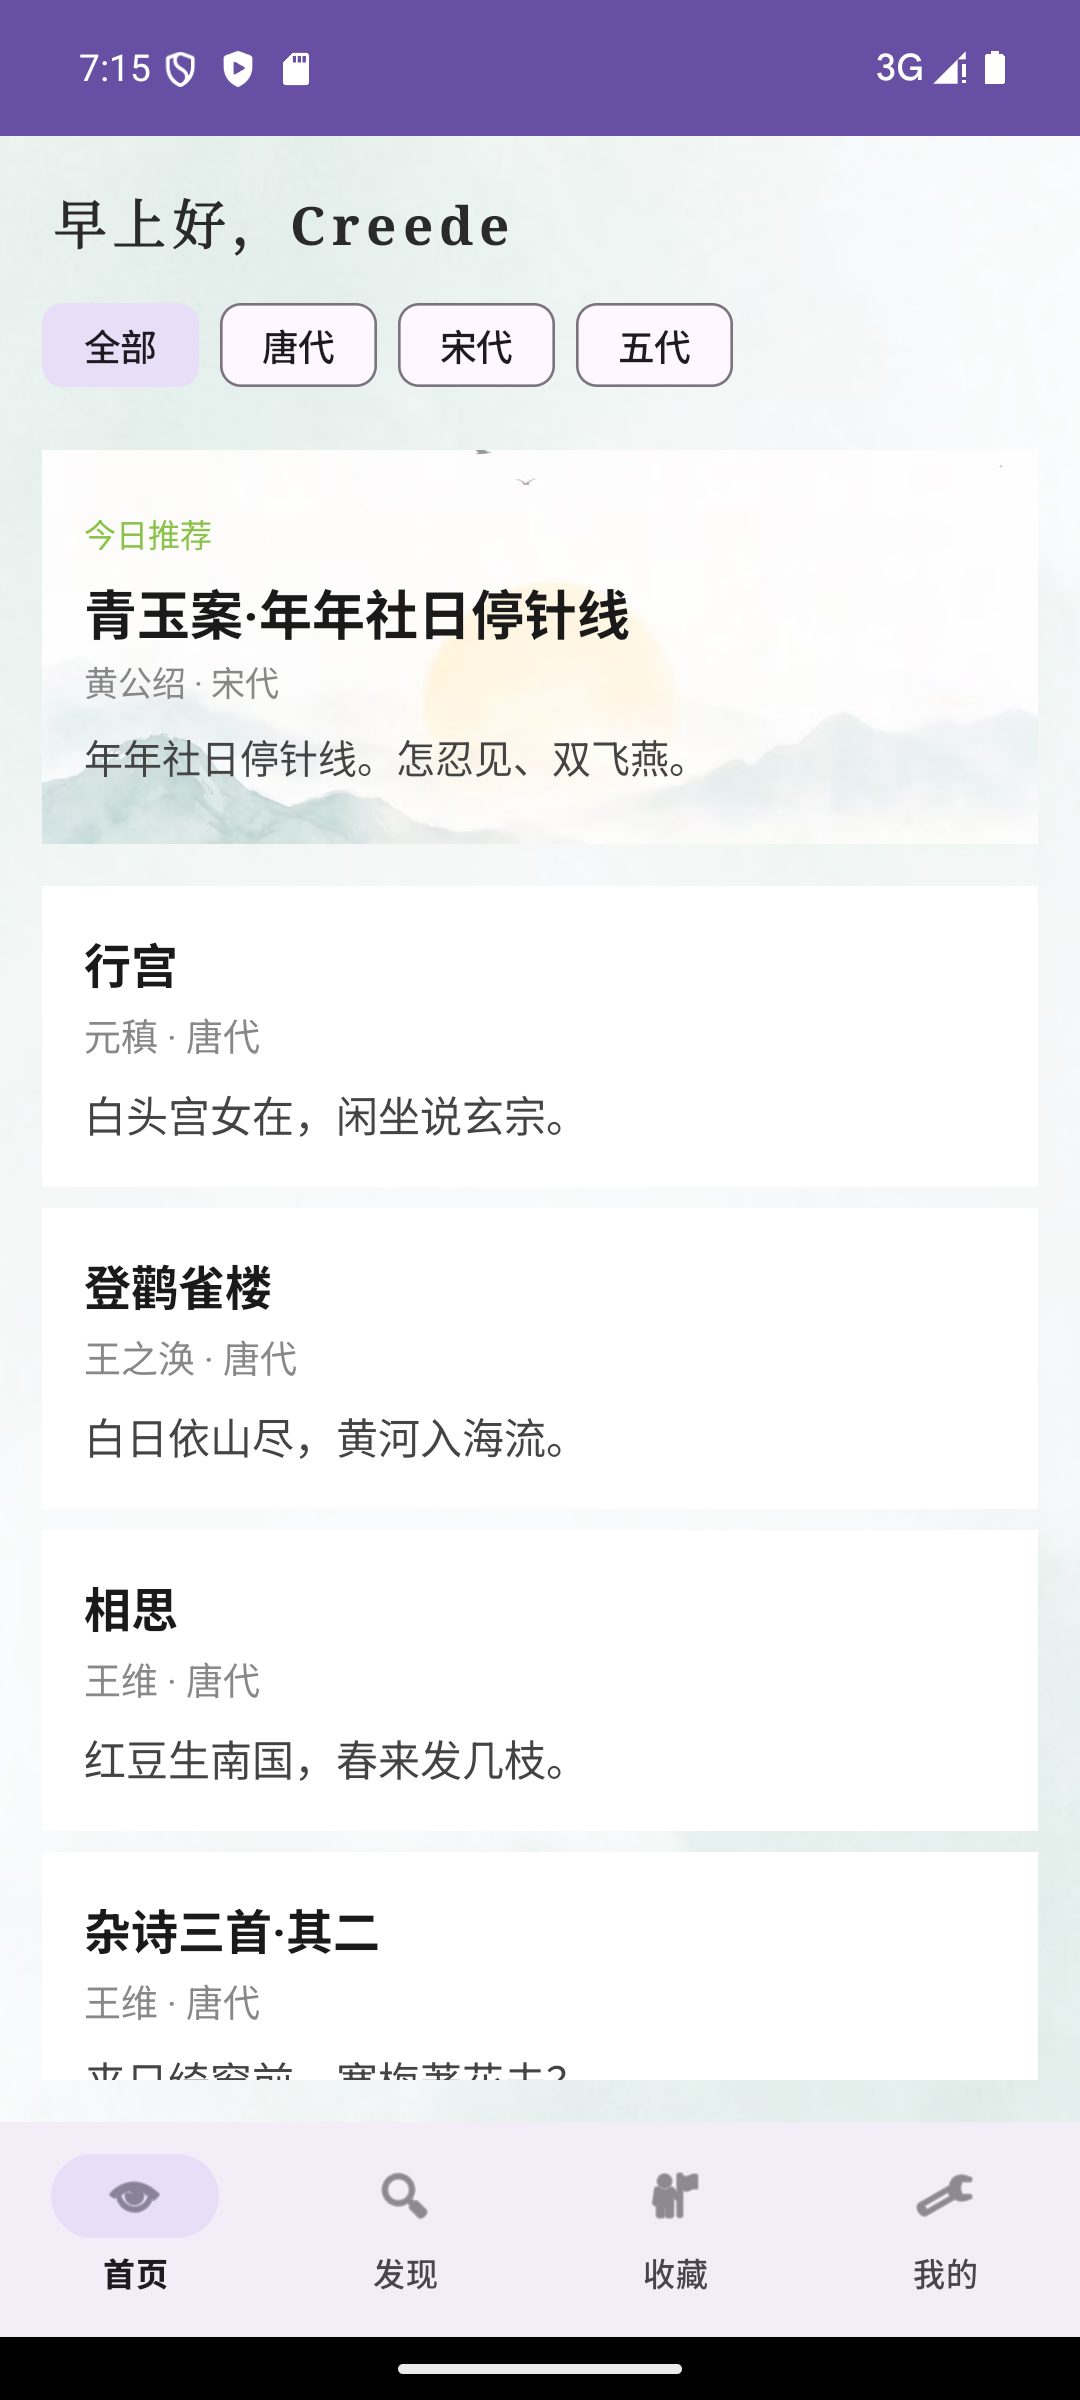 7:15
3G
早上好，Creede
全部 唐代 宋代 五代
今日推荐
青玉案·年年社日停针线
黄公绍 · 宋代
年年社日停针线。怎忍见、双飞燕。
行宫
元稹 · 唐代
白头宫女在，闲坐说玄宗。
登鹳雀楼
王之涣 · 唐代
白日依山尽，黄河入海流。
相思
王维 · 唐代
红豆生南国，春来发几枝。
杂诗三首·其二
王维 · 唐代
首页 发现 收藏 我的